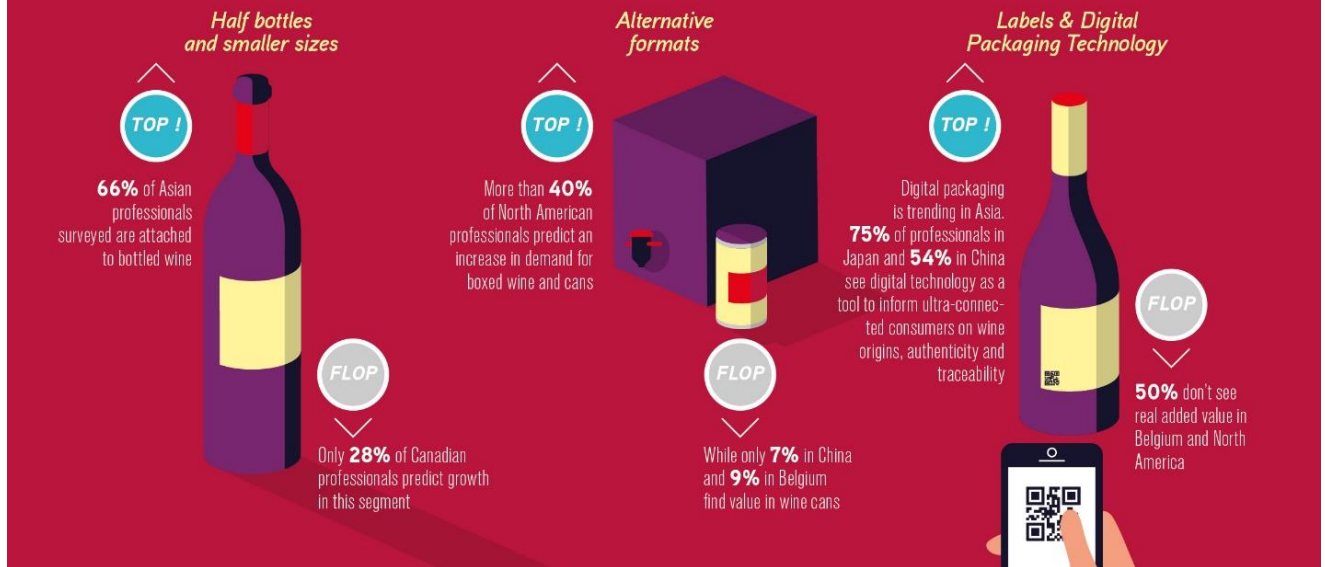 Half bottles
and smaller sizes
TOP !
66% of Asian
professionals
surveyed are attached
to bottled wine
FLOP
Only 28% of Canadian
professionals predict growth
in this segment
Alternative
formats
TOP !
More than 40%
of North American
professionals predict an
increase in demand for
boxed wine and cans
FLOP
While only 7% in China
and 9% in Belgium
find value in wine cans
Labels & Digital
Packaging Technology
TOP !
Digital packaging
is trending in Asia.
75% of professionals in
Japan and 54% in China
see digital technology as a
tool to inform ultra-connec-
ted consumers on wine
origins, authenticity and
traceability
FLOP
50% don't see
real added value in
Belgium and North
America